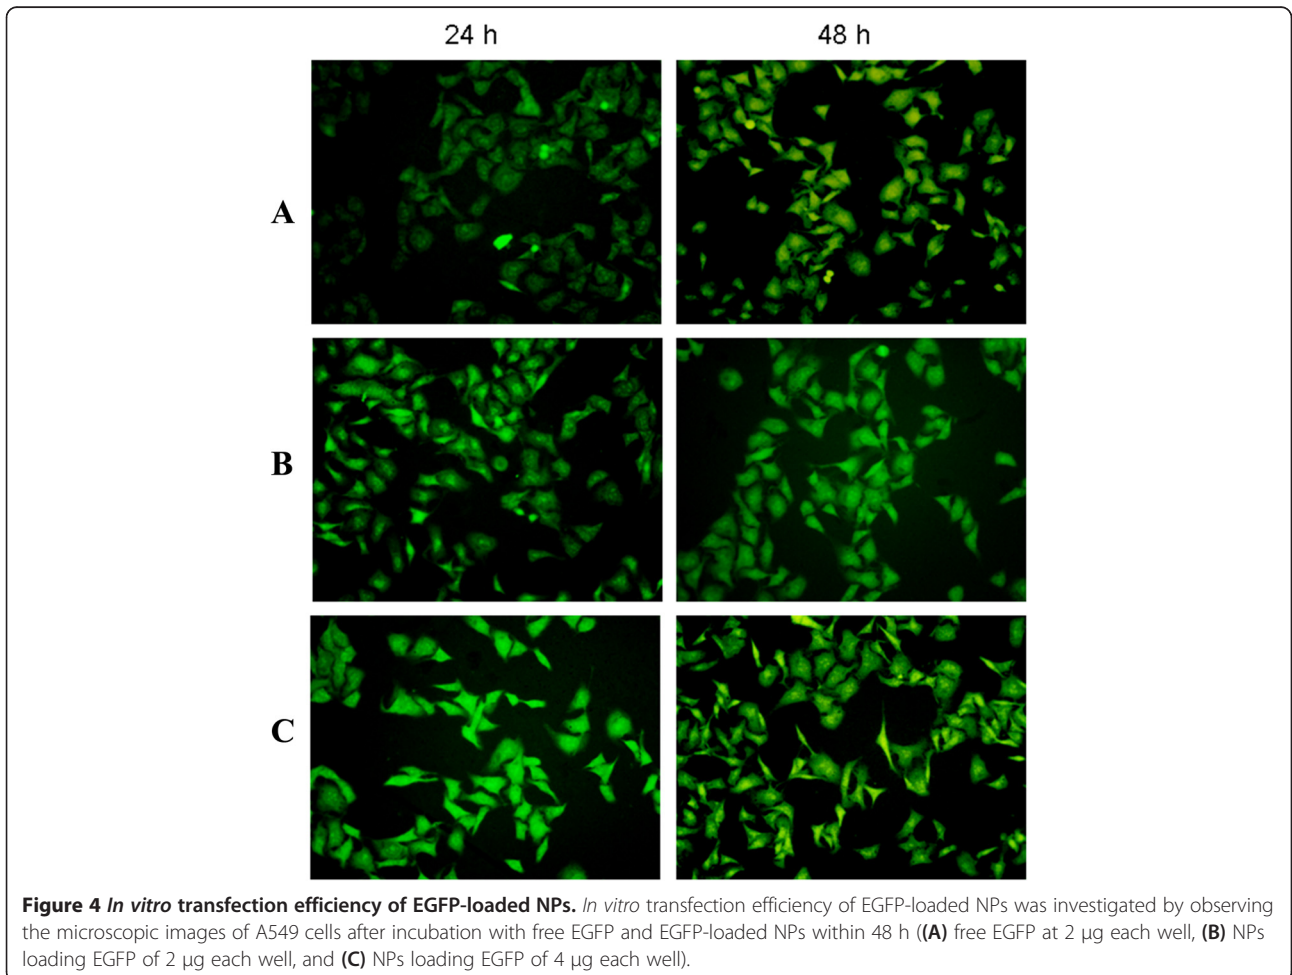 24 h 48 h
A
B
C
Figure 4 In vitro transfection efficiency of EGFP-loaded NPs. In vitro transfection efficiency of EGFP-loaded NPs was investigated by observing
the microscopic images of A549 cells after incubation with free EGFP and EGFP-loaded NPs within 48 h ((A) free EGFP at 2 μg each well, (B) NPs
loading EGFP of 2 μg each well, and (C) NPs loading EGFP of 4 μg each well).